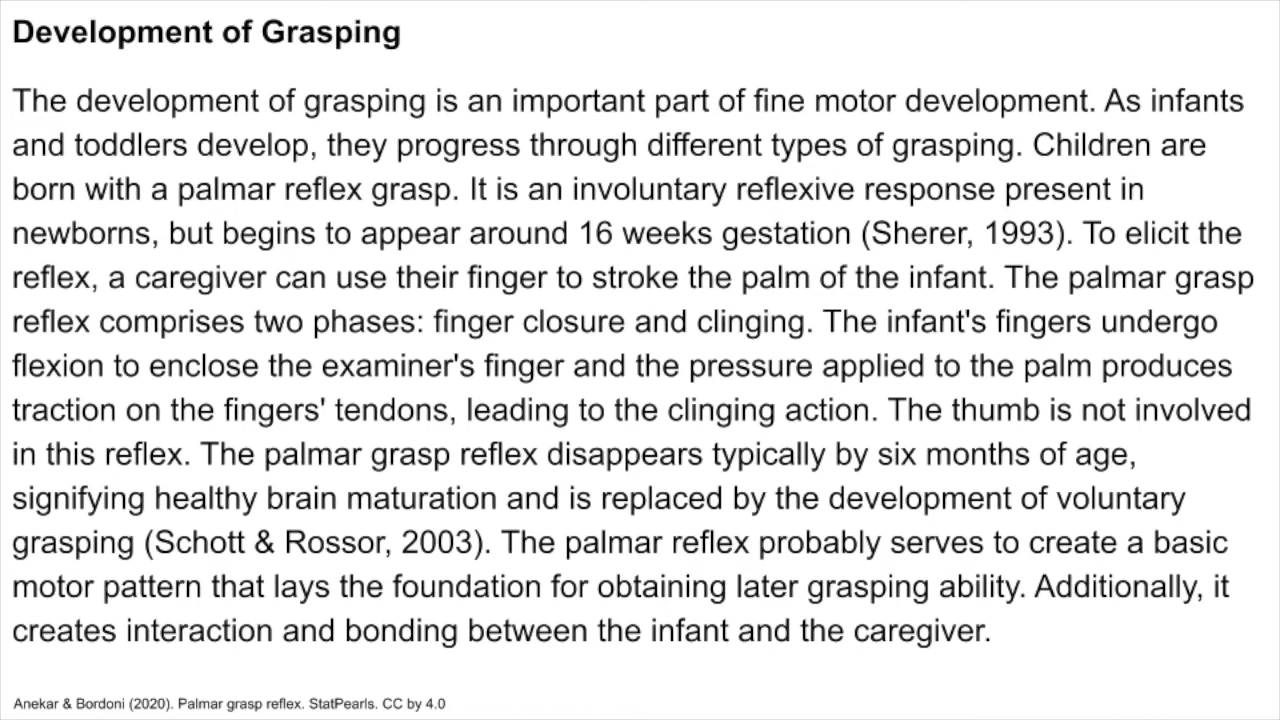 Development of Grasping
The development of grasping is an important part of fine motor development. As infants
and toddlers develop, they progress through different types of grasping. Children are
born with a palmar reflex grasp. It is an involuntary reflexive response present in
newborns, but begins to appear around 16 weeks gestation (Sherer, 1993). To elicit the
reflex, a caregiver can use their finger to stroke the palm of the infant. The palmar grasp
reflex comprises two phases: finger closure and clinging. The infant's fingers undergo
flexion to enclose the examiner's finger and the pressure applied to the palm produces
traction on the fingers' tendons, leading to the clinging action. The thumb is not involved
in this reflex. The palmar grasp reflex disappears typically by six months of age,
signifying healthy brain maturation and is replaced by the development of voluntary
grasping (Schott & Rossor, 2003). The palmar reflex probably serves to create a basic
motor pattern that lays the foundation for obtaining later grasping ability. Additionally, it
creates interaction and bonding between the infant and the caregiver.
Anekar & Bordoni (2020). Palmar grasp reflex. StatPearls. CC by 4.0